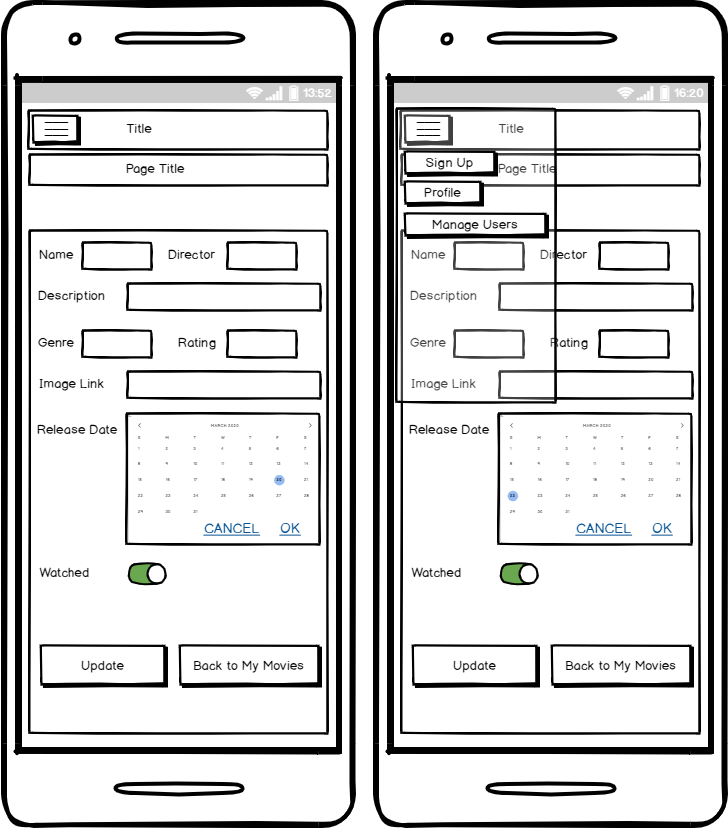 13:52
Title
Page Title
Name Director
Description
Genre Rating
Image Link
Release Date
MARCH 2020
S M T W T F S
1 2 3 4 5 6 7
8 9 10 11 12 13 14
15 16 17 18 19 20 21
22 23 24 25 26 27 28
29 30 31
CANCEL OK
Watched
Update Back to My Movies
16:20
Title
Sign Up
Page Title
Profile
Manage Users
Name Director
Description
Genre Rating
Image Link
Release Date
MARCH 2020
S M T W T F S
1 2 3 4 5 6 7
8 9 10 11 12 13 14
15 16 17 18 19 20 21
22 23 24 25 26 27 28
29 30 31
CANCEL OK
Watched
Update Back to My Movies